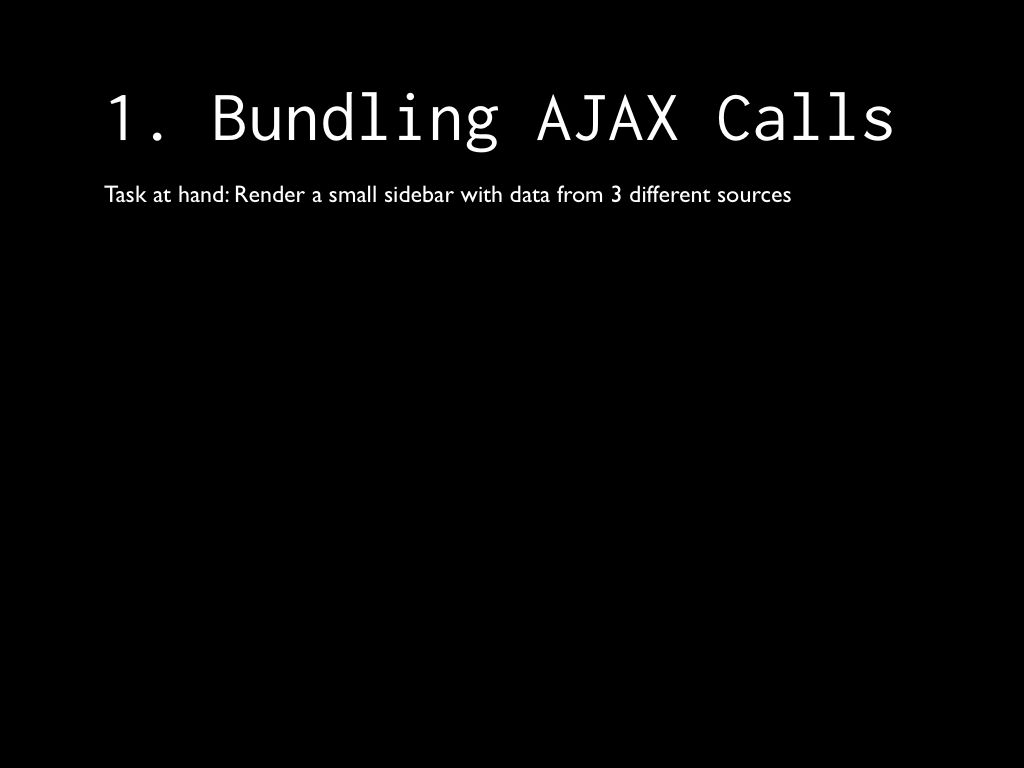 1. Bundling AJAX Calls
Task at hand: Render a small sidebar with data from 3 different sources